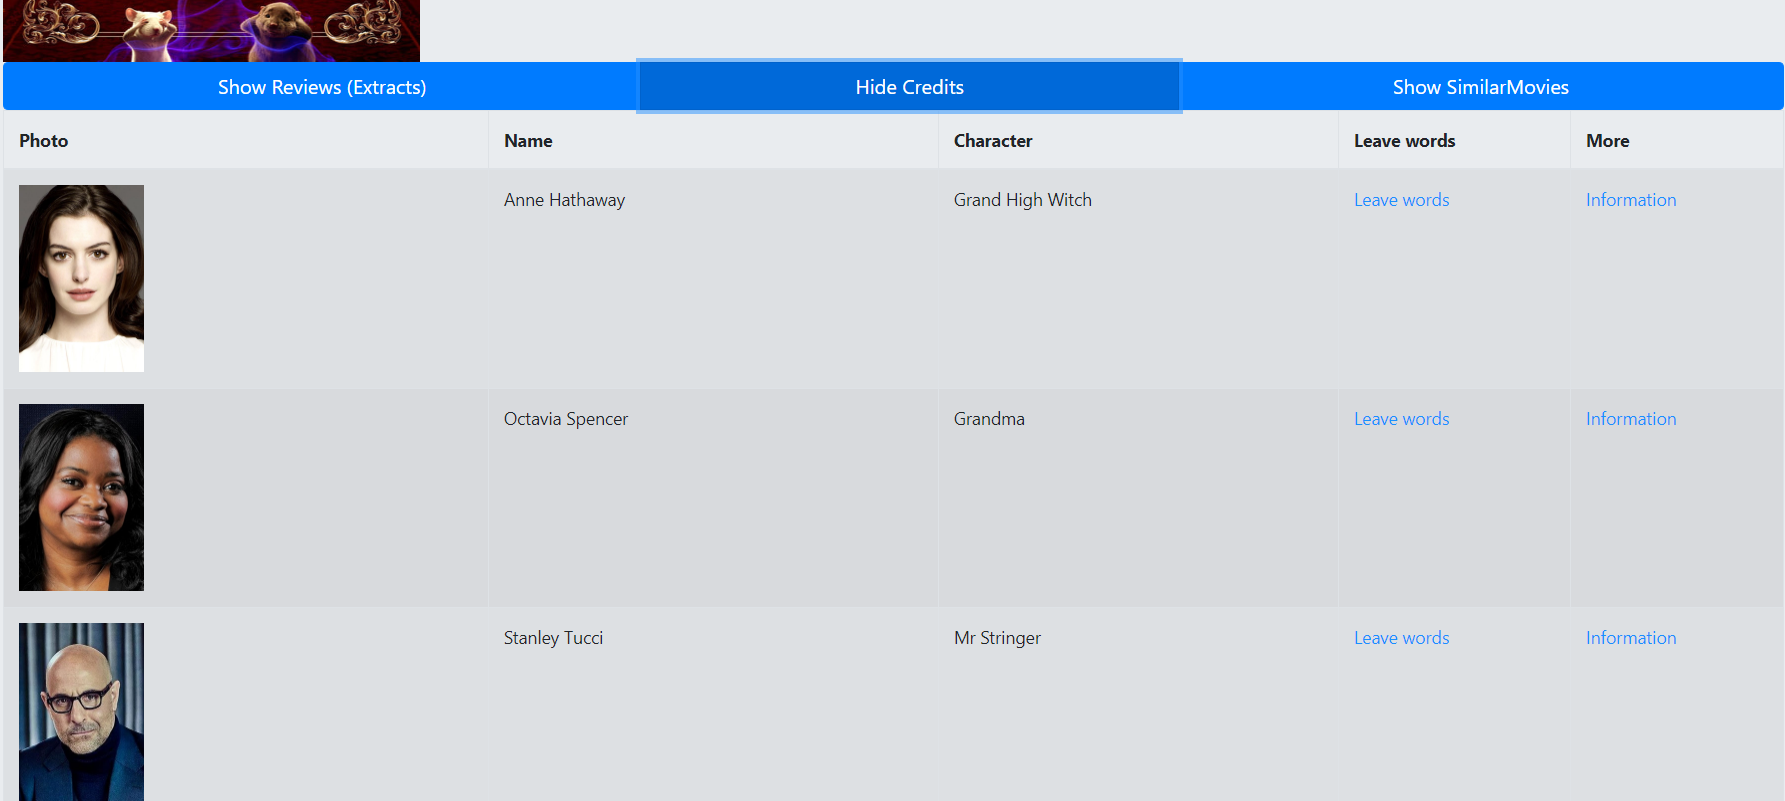 Show Reviews (Extracts) Hide Credits Show SimilarMovies
Photo Name Character Leave words More
Anne Hathaway Grand High Witch Leave words Information
Octavia Spencer Grandma Leave words Information
Stanley Tucci Mr Stringer Leave words Information